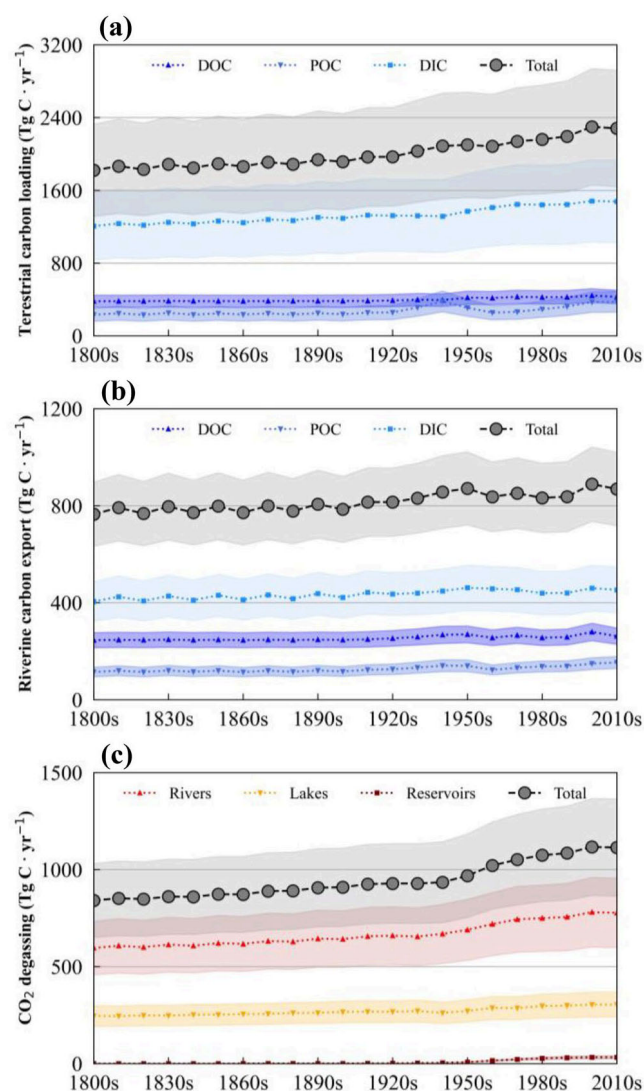 (a)
3200
DOC POC DIC Total
2400
1600
800
0
1800s 1830s 1860s 1890s 1920s 1950s 1980s 2010s
Terestrial carbon loading (Tg C · yr⁻¹)
(b)
1200
DOC POC DIC Total
800
400
0
1800s 1830s 1860s 1890s 1920s 1950s 1980s 2010s
Riverine carbon export (Tg C · yr⁻¹)
(c)
1500
Rivers Lakes Reservoirs Total
1000
500
0
1800s 1830s 1860s 1890s 1920s 1950s 1980s 2010s
CO₂ degassing (Tg C · yr⁻¹)